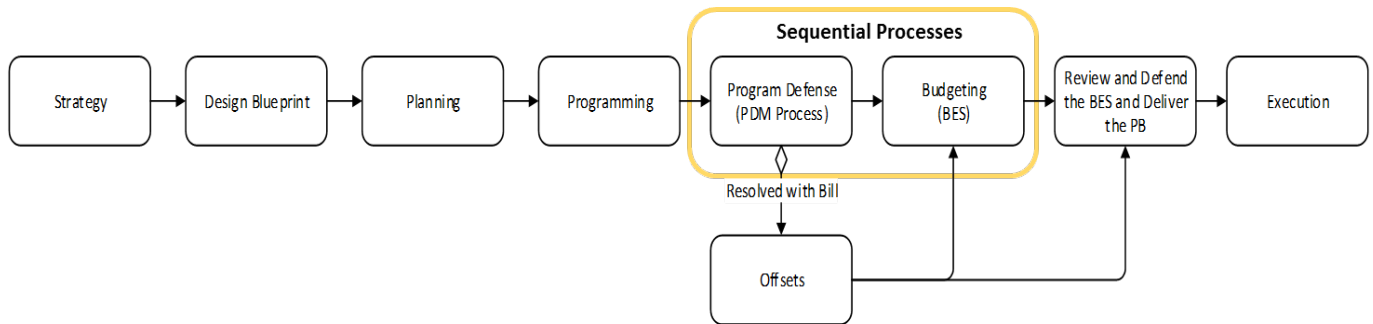 Sequential Processes
Strategy
Design Blueprint
Planning
Programming
Program Defense
(PDM Process)
Budgeting
(BES)
Review and Defend
the BES and Deliver
the PB
Execution
Resolved with Bill
Offsets